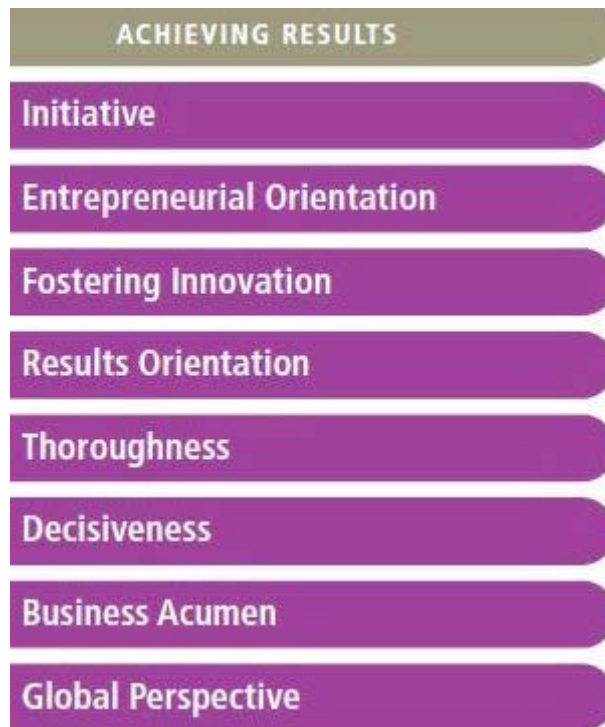 ACHIEVING RESULTS
Initiative
Entrepreneurial Orientation
Fostering Innovation
Results Orientation
Thoroughness
Decisiveness
Business Acumen
Global Perspective